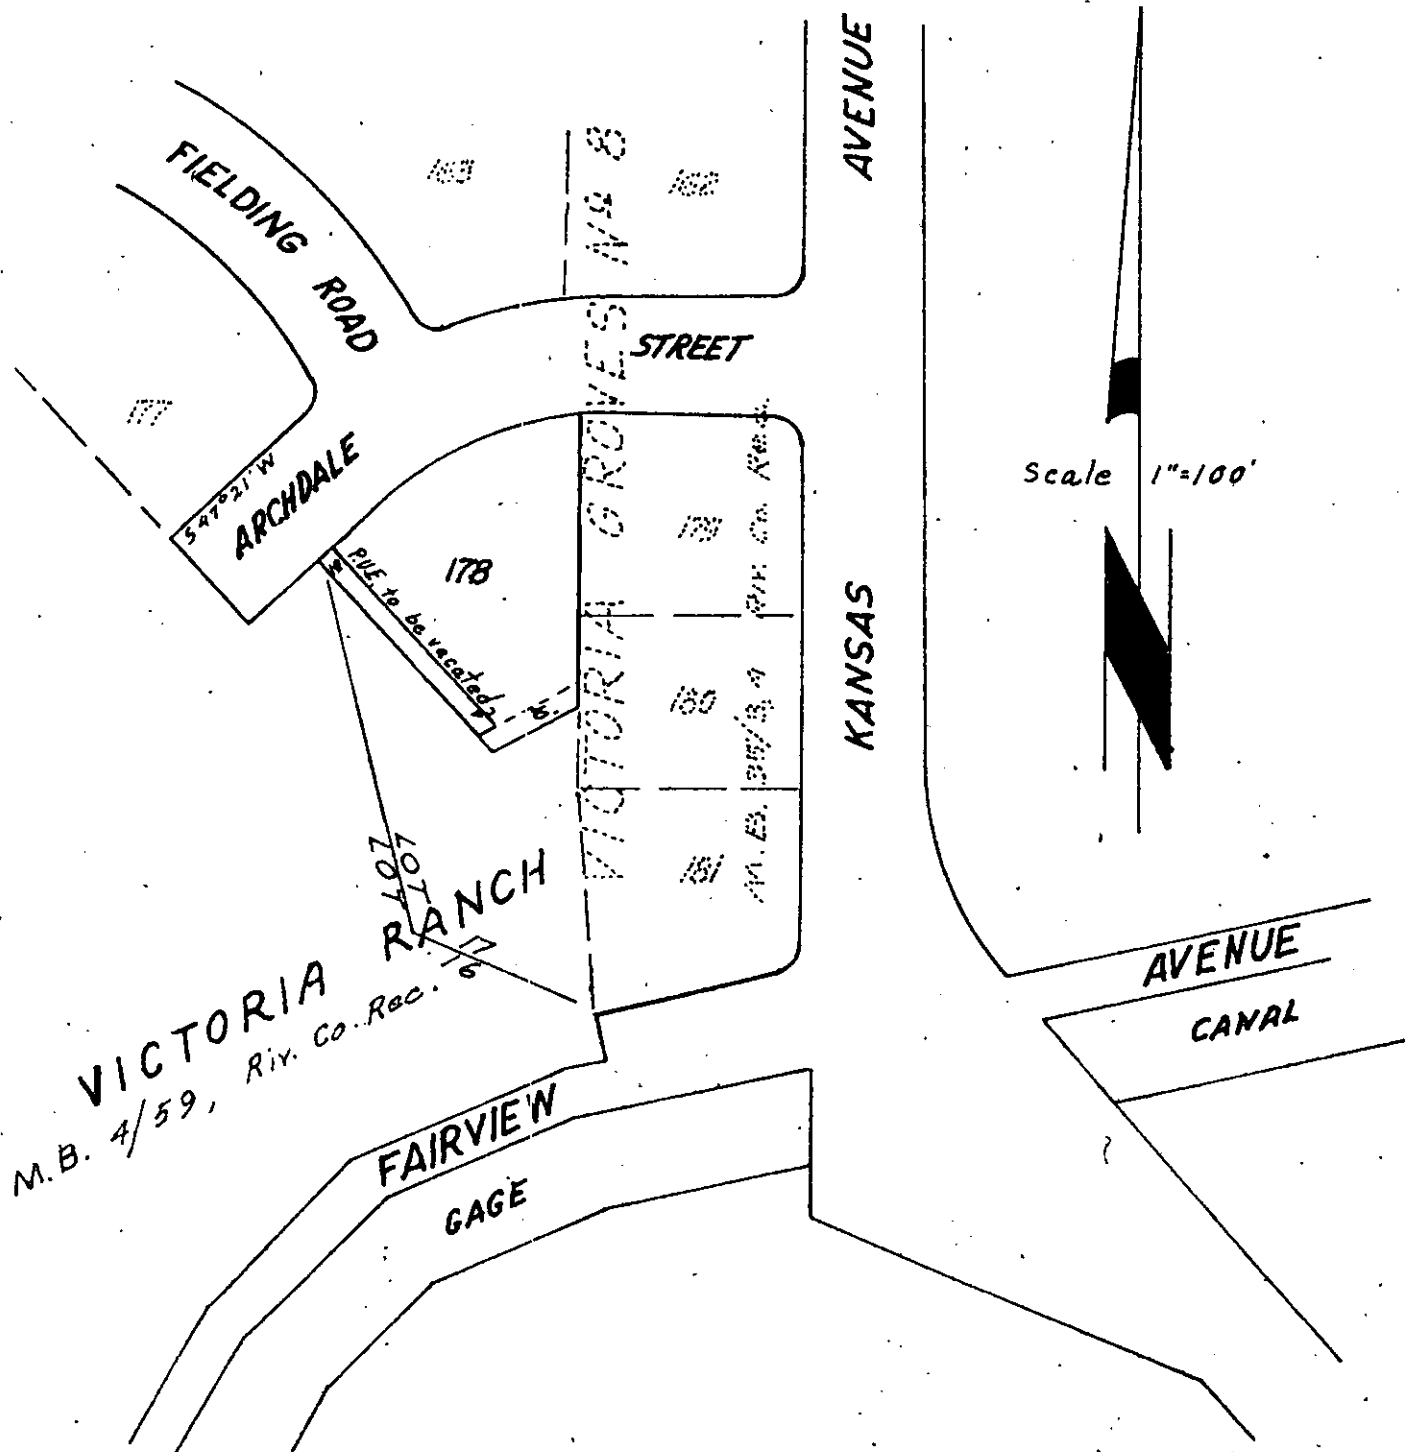 FIELDING ROAD
163
162
AVENUE
STREET
177
S 47°21' W
ARCHDALE
178
P.U.E. to be vacated
8'
VICTORIA GROVES Nº 8
M.B. 35/3,4 Riv. Co. Rec.
179
180
181
KANSAS
Scale 1"=100'
LOT 17
LOT 16
VICTORIA RANCH
M.B. 4/59, Riv. Co. Rec.
FAIRVIEW
AVENUE
GAGE
CANAL